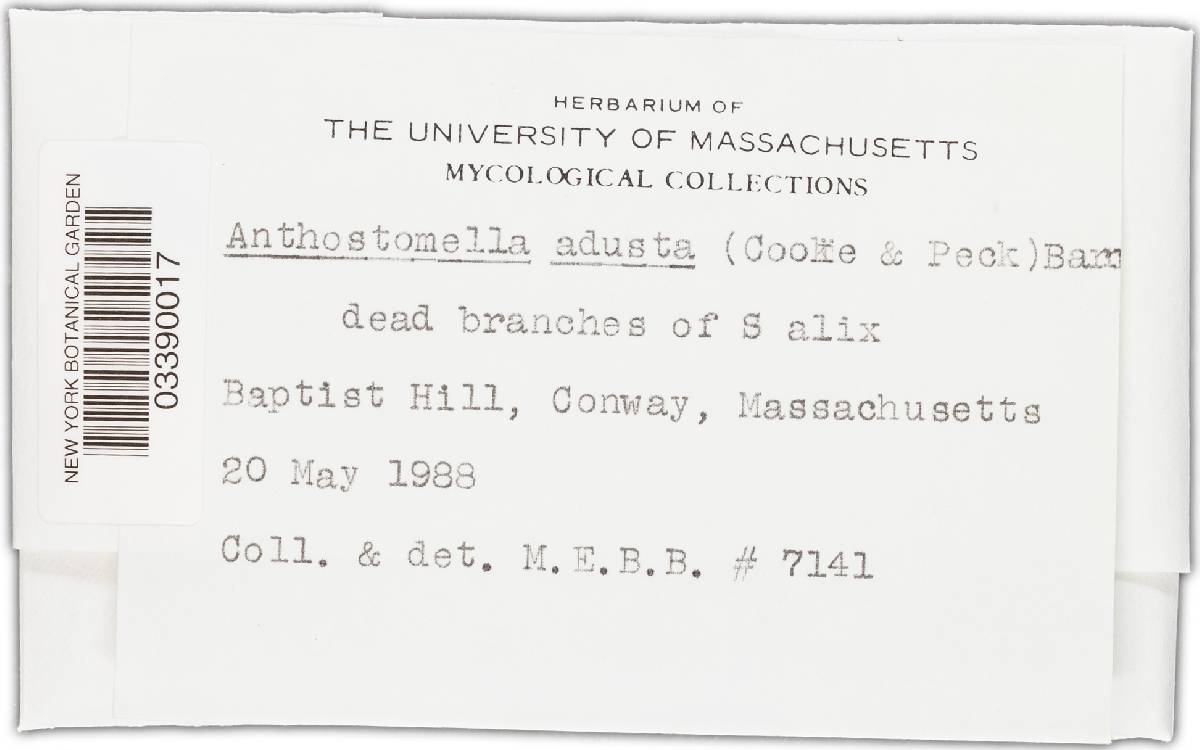 HERBARIUM OF
THE UNIVERSITY OF MASSACHUSETTS
MYCOLOGICAL COLLECTIONS
Anthostomella adusta (Cooke & Peck)Barr
dead branches of S alix
Baptist Hill, Conway, Massachusetts
20 May 1988
Coll. & det. M.E.B.B. # 7141
NEW YORK BOTANICAL GARDEN
03390017